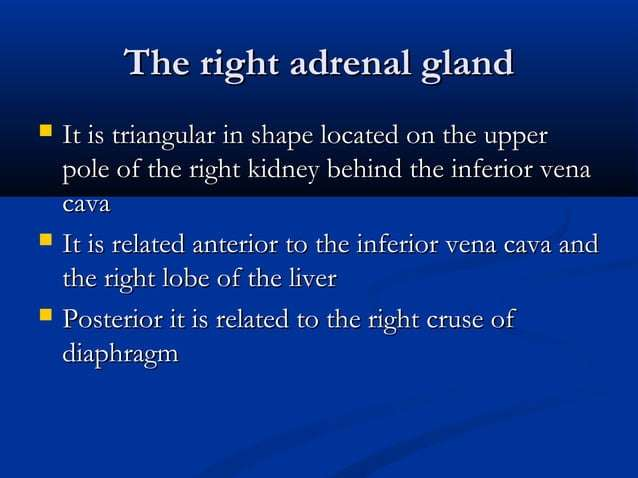 The right adrenal gland
It is triangular in shape located on the upper
pole of the right kidney behind the inferior vena
cava
It is related anterior to the inferior vena cava and
the right lobe of the liver
Posterior it is related to the right cruse of
diaphragm